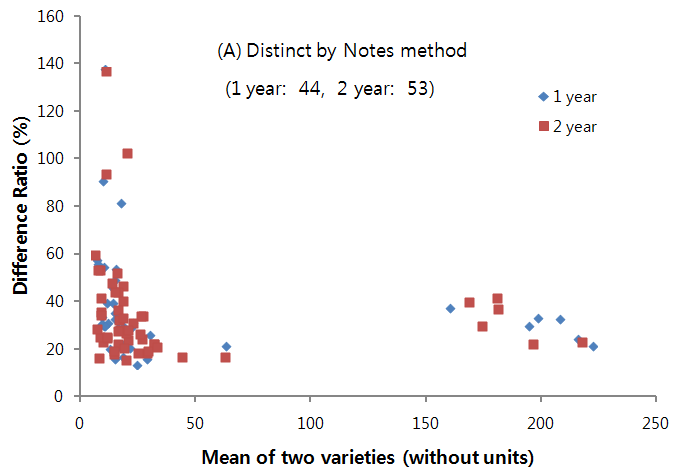 160
140
120
100
80
60
40
20
0
Difference Ratio (%)
(A) Distinct by Notes method
(1 year: 44, 2 year: 53)
1 year
2 year
0 50 100 150 200 250
Mean of two varieties (without units)